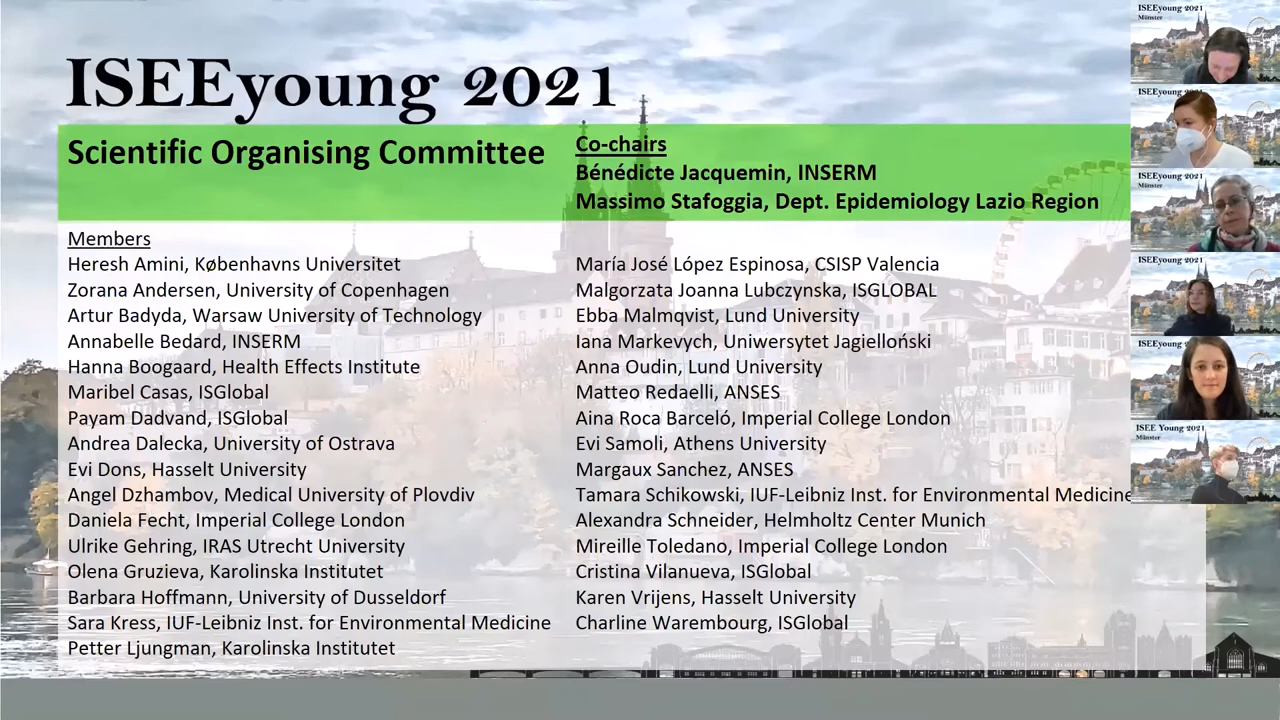 ISEEyoung 2021
Scientific Organising Committee
Co-chairs
Bénédicte Jacquemin, INSERM
Massimo Stafoggia, Dept. Epidemiology Lazio Region
Members
Heresh Amini, Københavns Universitet
Zorana Andersen, University of Copenhagen
Artur Badyda, Warsaw University of Technology
Annabelle Bedard, INSERM
Hanna Boogaard, Health Effects Institute
Maribel Casas, ISGlobal
Payam Dadvand, ISGlobal
Andrea Dalecka, University of Ostrava
Evi Dons, Hasselt University
Angel Dzhambov, Medical University of Plovdiv
Daniela Fecht, Imperial College London
Ulrike Gehring, IRAS Utrecht University
Olena Gruzieva, Karolinska Institutet
Barbara Hoffmann, University of Dusseldorf
Sara Kress, IUF-Leibniz Inst. for Environmental Medicine
Petter Ljungman, Karolinska Institutet
María José López Espinosa, CSISP Valencia
Malgorzata Joanna Lubczynska, ISGLOBAL
Ebba Malmqvist, Lund University
Iana Markevych, Uniwersytet Jagielloński
Anna Oudin, Lund University
Matteo Redaelli, ANSES
Aina Roca Barceló, Imperial College London
Evi Samoli, Athens University
Margaux Sanchez, ANSES
Tamara Schikowski, IUF-Leibniz Inst. for Environmental Medicine
Alexandra Schneider, Helmholtz Center Munich
Mireille Toledano, Imperial College London
Cristina Vilanueva, ISGlobal
Karen Vrijens, Hasselt University
Charline Warembourg, ISGlobal
ISEEyoung 2021
Münster
ISEEyoung 2021
ISEEyoung 2021
Münster
ISEEyoung 2021
Münster
ISEEyoung 2021
ISEE Young 2021
Münster